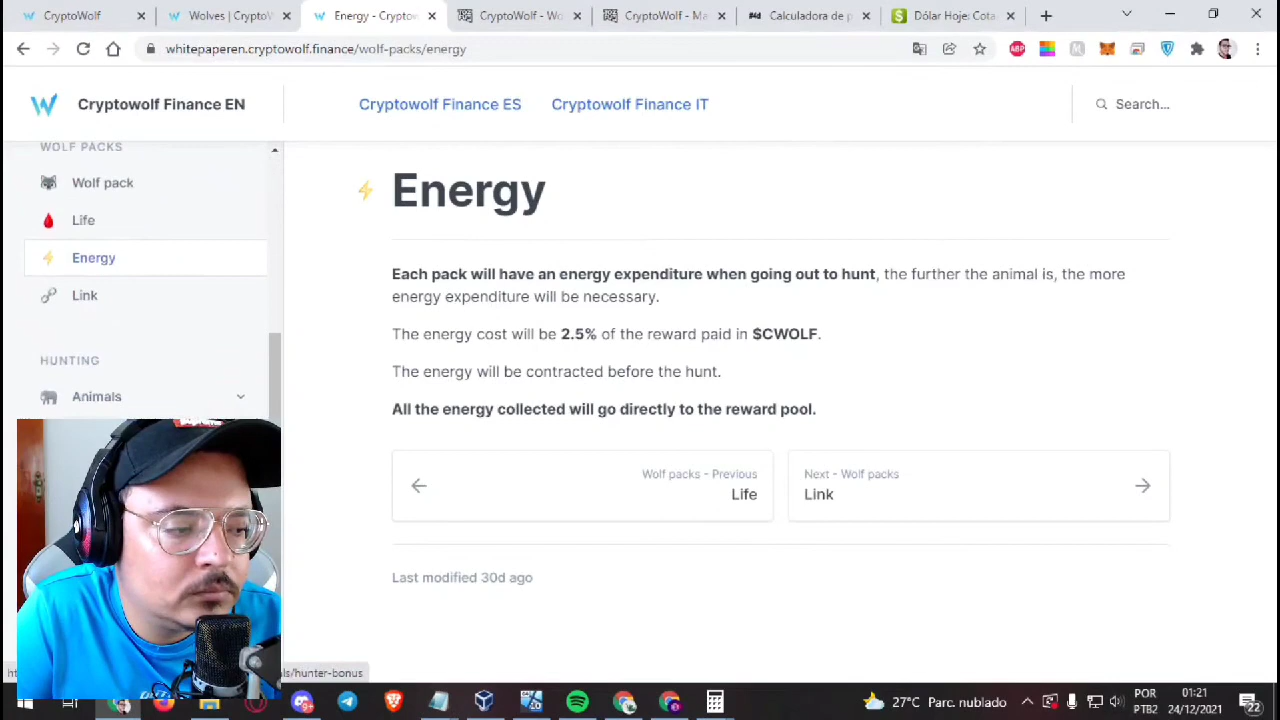 CryptoWolf
Wolves | CryptoW
Energy - Cryptow
CryptoWolf - Wo
CryptoWolf - Ma
Calculadora de p
Dólar Hoje: Cota
whitepaperen.cryptowolf.finance/wolf-packs/energy
ABP
Cryptowolf Finance EN
Cryptowolf Finance ES
Cryptowolf Finance IT
Search...
WOLF PACKS
Wolf pack
Life
Energy
Link
HUNTING
Animals
Energy
Each pack will have an energy expenditure when going out to hunt, the further the animal is, the more
energy expenditure will be necessary.
The energy cost will be 2.5% of the reward paid in $CWOLF.
The energy will be contracted before the hunt.
All the energy collected will go directly to the reward pool.
Wolf packs - Previous
Life
Next - Wolf packs
Link
Last modified 30d ago
ls/hunter-bonus
27°C Parc. nublado
POR
PTB2
01:21
24/12/2021
22